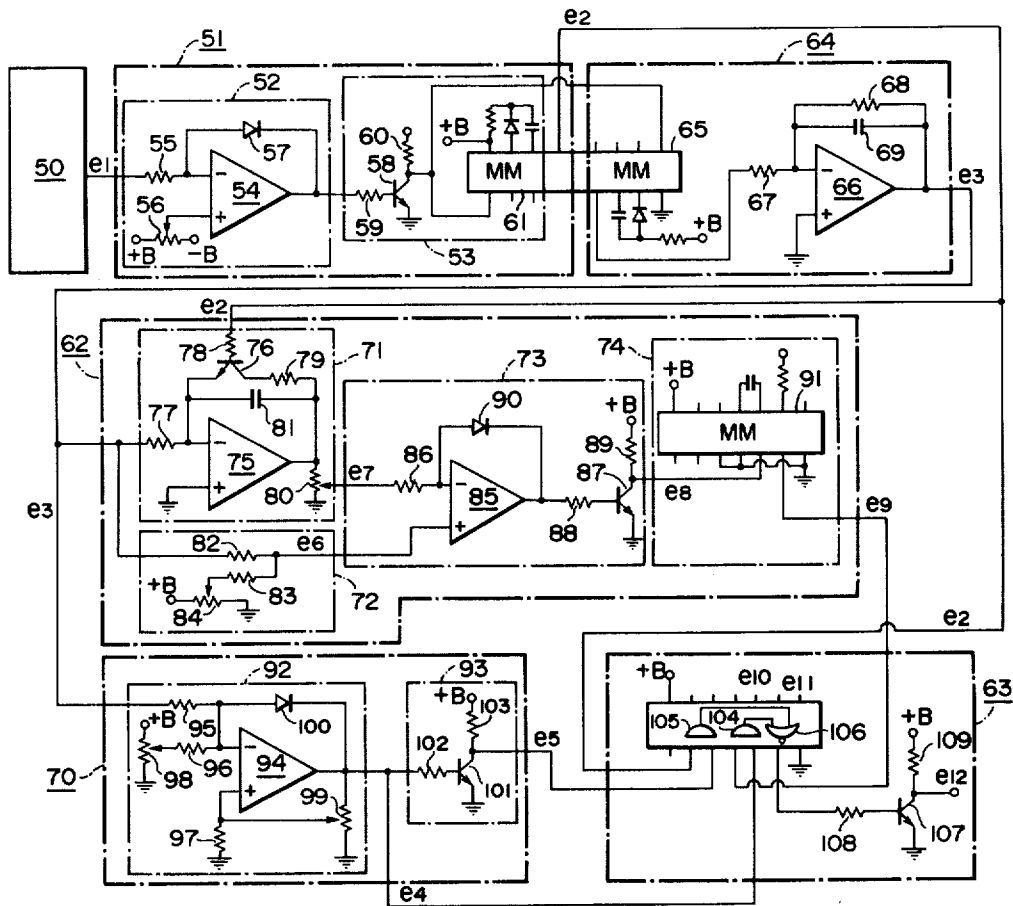 e2
51
64
52
68
+B
60
65
55
57
58
69
50
e1
54
MM
MM
66
e3
56
59
61
67
+B
+B
-B
53
e2
62
78
76
79
71
73
74
91
+B
90
+B
77
81
89
MM
75
86
87
e7
80
85
e8
e9
e3
88
82
e6
+B
83
84
72
e2
92
93
+B
e10
e11
63
95
+B
100
+B
103
105
104
106
+B
96
94
102
e5
109
98
70
99
101
e12
97
108
107
e4